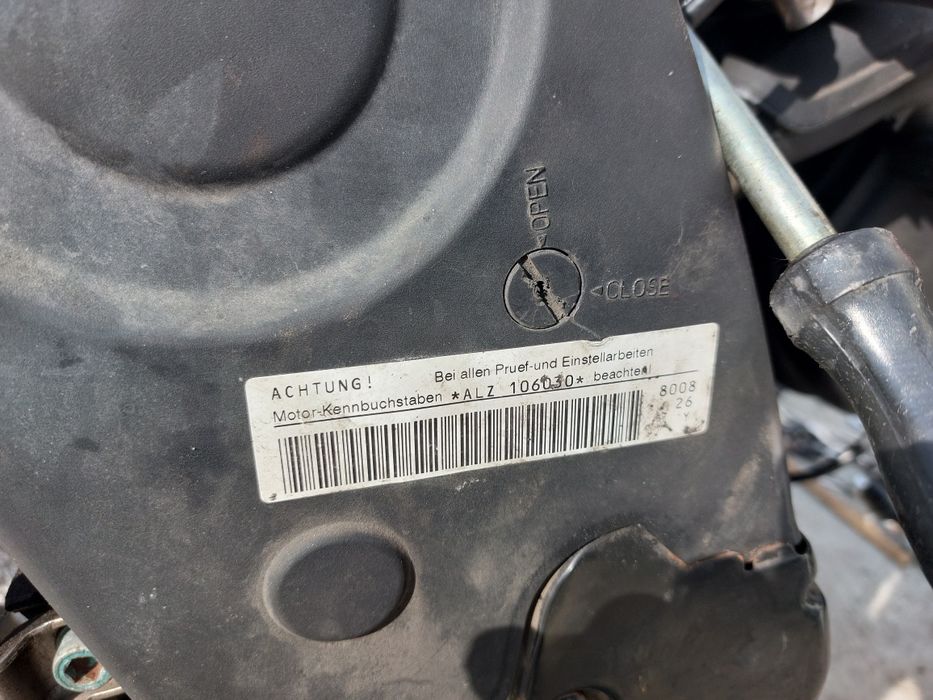 ◁OPEN
◁CLOSE
ACHTUNG! Bei allen Pruef-und Einstellarbeiten
Motor-Kennbuchstaben *ALZ 106030* beachten!
8008
26
Y